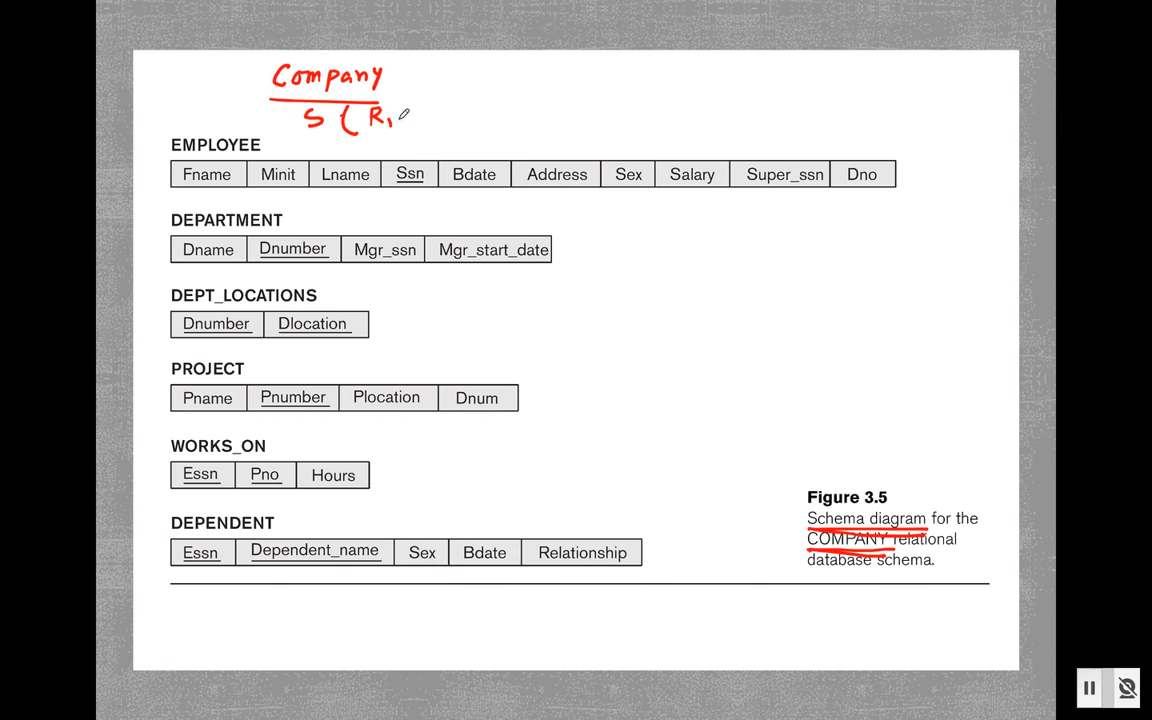 Company
S ( R1
EMPLOYEE
Fname Minit Lname Ssn Bdate Address Sex Salary Super_ssn Dno
DEPARTMENT
Dname Dnumber Mgr_ssn Mgr_start_date
DEPT_LOCATIONS
Dnumber Dlocation
PROJECT
Pname Pnumber Plocation Dnum
WORKS_ON
Essn Pno Hours
DEPENDENT
Essn Dependent_name Sex Bdate Relationship
Figure 3.5
Schema diagram for the
COMPANY relational
database schema.